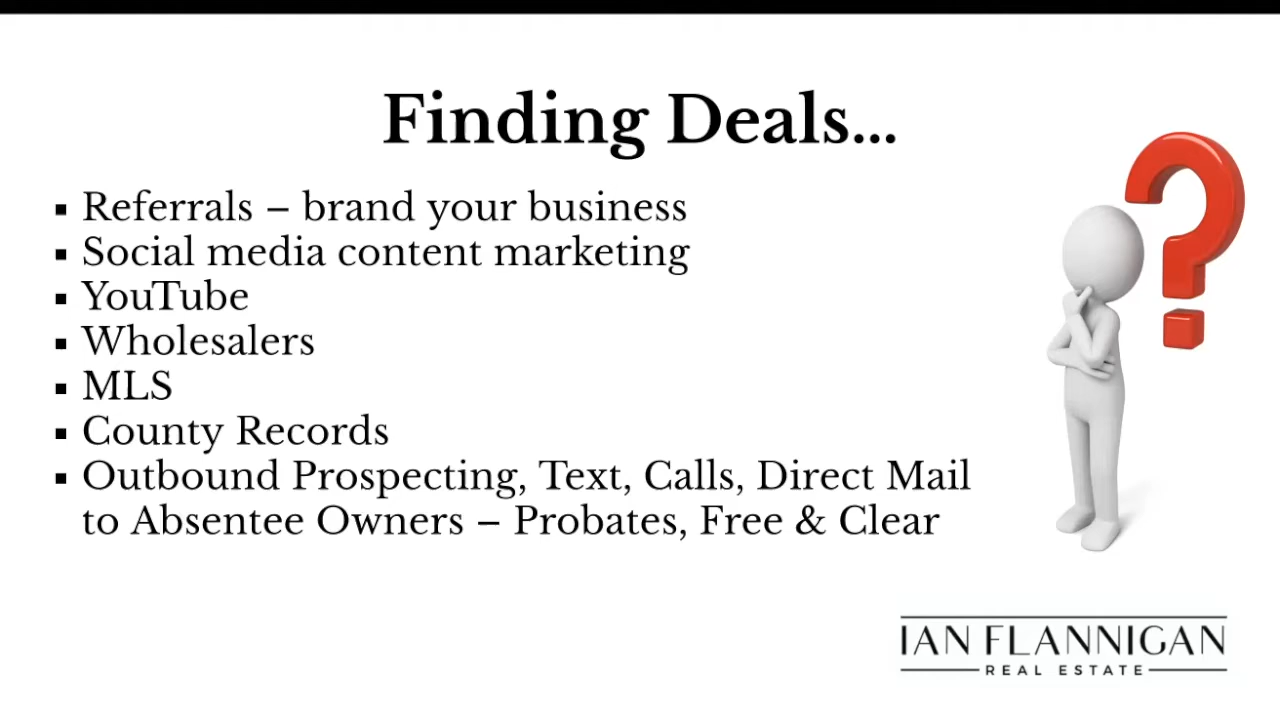 Finding Deals...
▪ Referrals – brand your business
▪ Social media content marketing
▪ YouTube
▪ Wholesalers
▪ MLS
▪ County Records
▪ Outbound Prospecting, Text, Calls, Direct Mail
to Absentee Owners – Probates, Free & Clear
?
IAN FLANNIGAN
REAL ESTATE